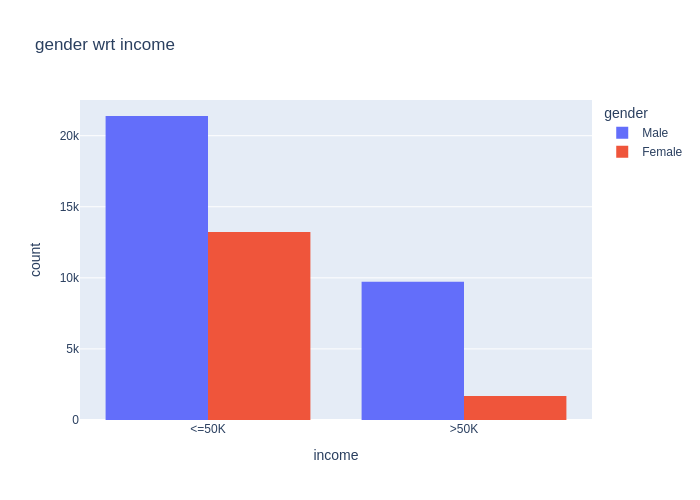 gender wrt income
gender
Male
Female
20k
15k
10k
5k
0
count
<=50K
>50K
income